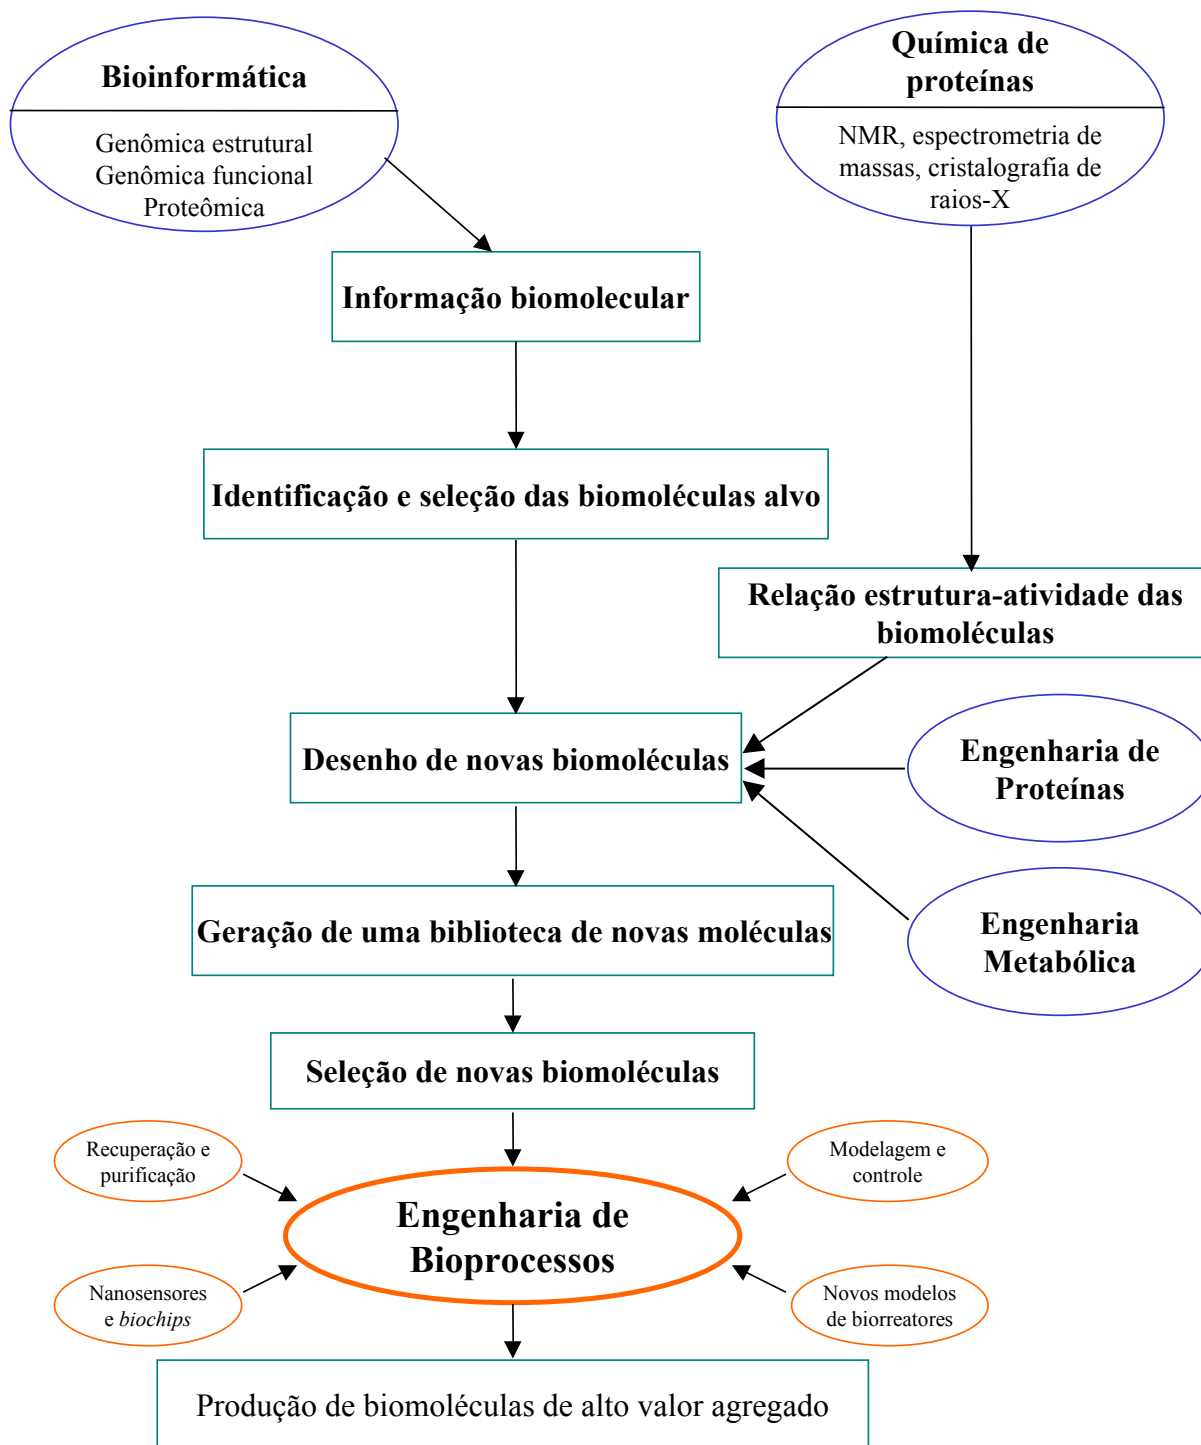 Bioinformática
Genômica estrutural
Genômica funcional
Proteômica
Química de
proteínas
NMR, espectrometria de
massas, cristalografia de
raios-X
Informação biomolecular
Identificação e seleção das biomoléculas alvo
Relação estrutura-atividade das
biomoléculas
Desenho de novas biomoléculas
Engenharia de
Proteínas
Geração de uma biblioteca de novas moléculas
Engenharia
Metabólica
Seleção de novas biomoléculas
Recuperação e
purificação
Modelagem e
controle
Engenharia de
Bioprocessos
Nanosensores
e biochips
Novos modelos
de biorreatores
Produção de biomoléculas de alto valor agregado